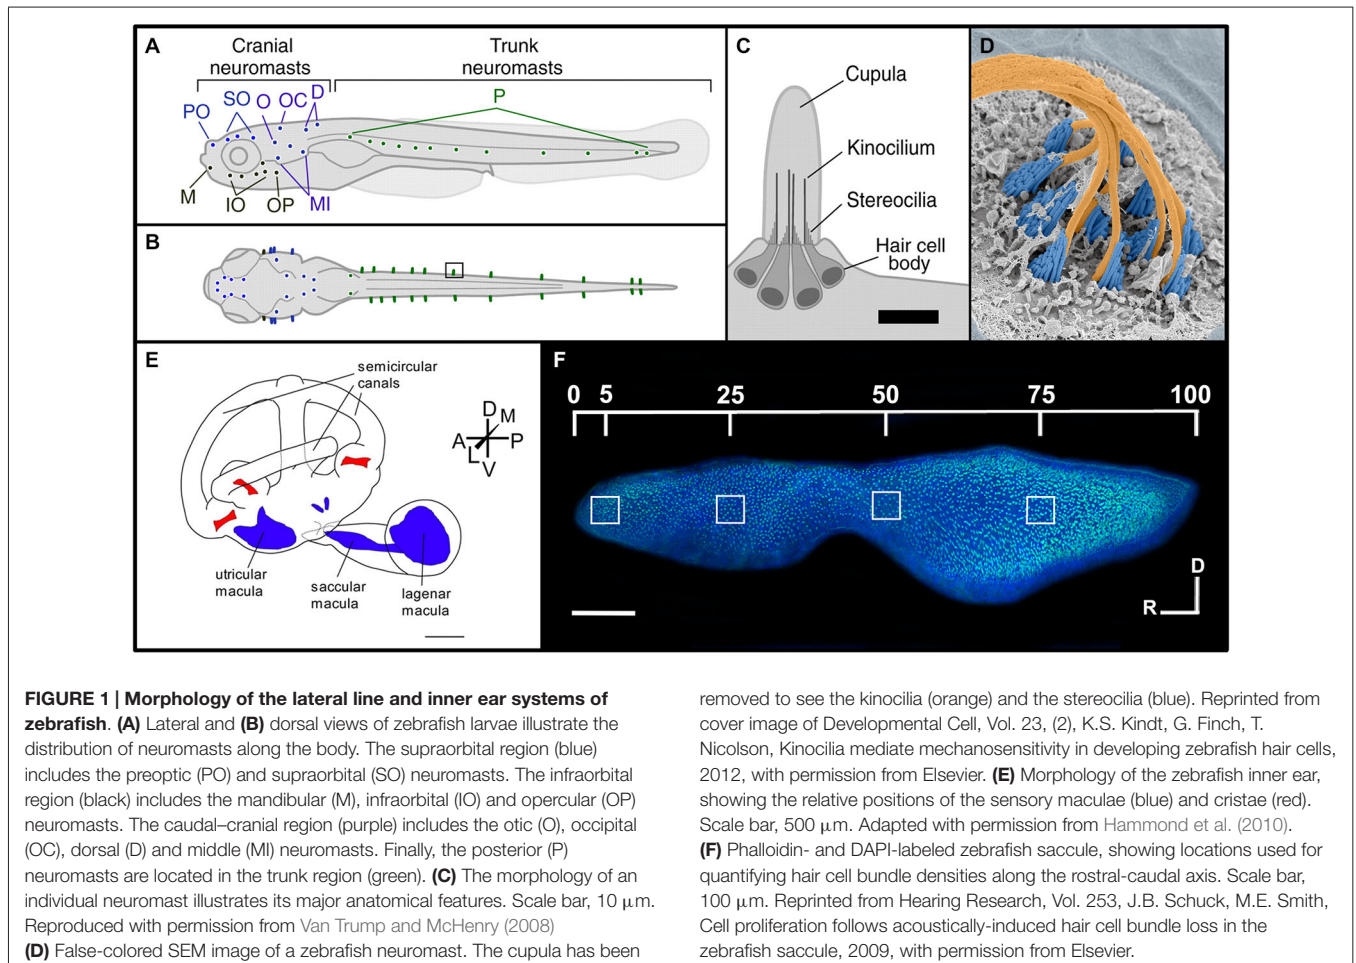 A
Cranial
neuromasts
Trunk
neuromasts
PO
SO
O
OC
D
P
M
IO
OP
MI
B
C
Cupula
Kinocilium
Stereocilia
Hair cell
body
D
E
semicircular
canals
D
M
A
P
L
V
utricular
macula
saccular
macula
lagenar
macula
F
0 5 25 50 75 100
D
R
FIGURE 1 | Morphology of the lateral line and inner ear systems of
zebrafish. (A) Lateral and (B) dorsal views of zebrafish larvae illustrate the
distribution of neuromasts along the body. The supraorbital region (blue)
includes the preoptic (PO) and supraorbital (SO) neuromasts. The infraorbital
region (black) includes the mandibular (M), infraorbital (IO) and opercular (OP)
neuromasts. The caudal–cranial region (purple) includes the otic (O), occipital
(OC), dorsal (D) and middle (MI) neuromasts. Finally, the posterior (P)
neuromasts are located in the trunk region (green). (C) The morphology of an
individual neuromast illustrates its major anatomical features. Scale bar, 10 μm.
Reproduced with permission from Van Trump and McHenry (2008)
(D) False-colored SEM image of a zebrafish neuromast. The cupula has been
removed to see the kinocilia (orange) and the stereocilia (blue). Reprinted from
cover image of Developmental Cell, Vol. 23, (2), K.S. Kindt, G. Finch, T.
Nicolson, Kinocilia mediate mechanosensitivity in developing zebrafish hair cells,
2012, with permission from Elsevier. (E) Morphology of the zebrafish inner ear,
showing the relative positions of the sensory maculae (blue) and cristae (red).
Scale bar, 500 μm. Adapted with permission from Hammond et al. (2010).
(F) Phalloidin- and DAPI-labeled zebrafish saccule, showing locations used for
quantifying hair cell bundle densities along the rostral-caudal axis. Scale bar,
100 μm. Reprinted from Hearing Research, Vol. 253, J.B. Schuck, M.E. Smith,
Cell proliferation follows acoustically-induced hair cell bundle loss in the
zebrafish saccule, 2009, with permission from Elsevier.